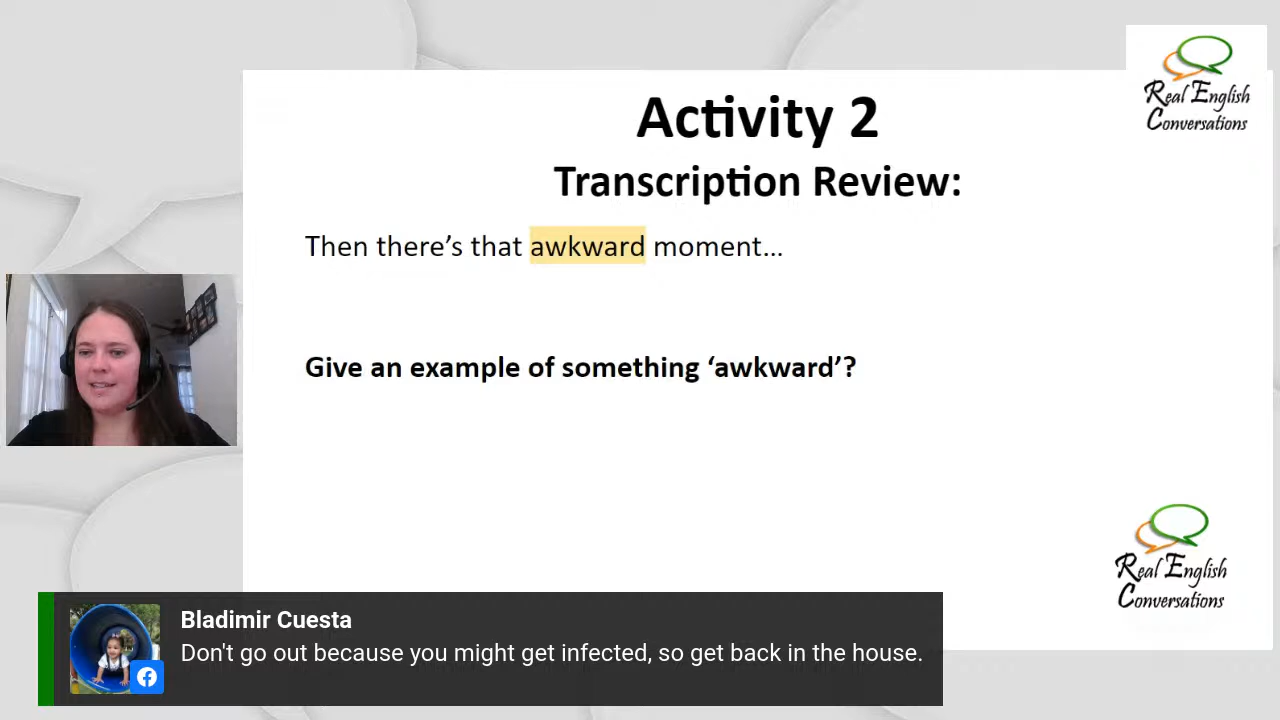 Real English
Conversations
Activity 2
Transcription Review:
Then there’s that awkward moment...
Give an example of something ‘awkward’?
Real English
Conversations
Bladimir Cuesta
Don't go out because you might get infected, so get back in the house.